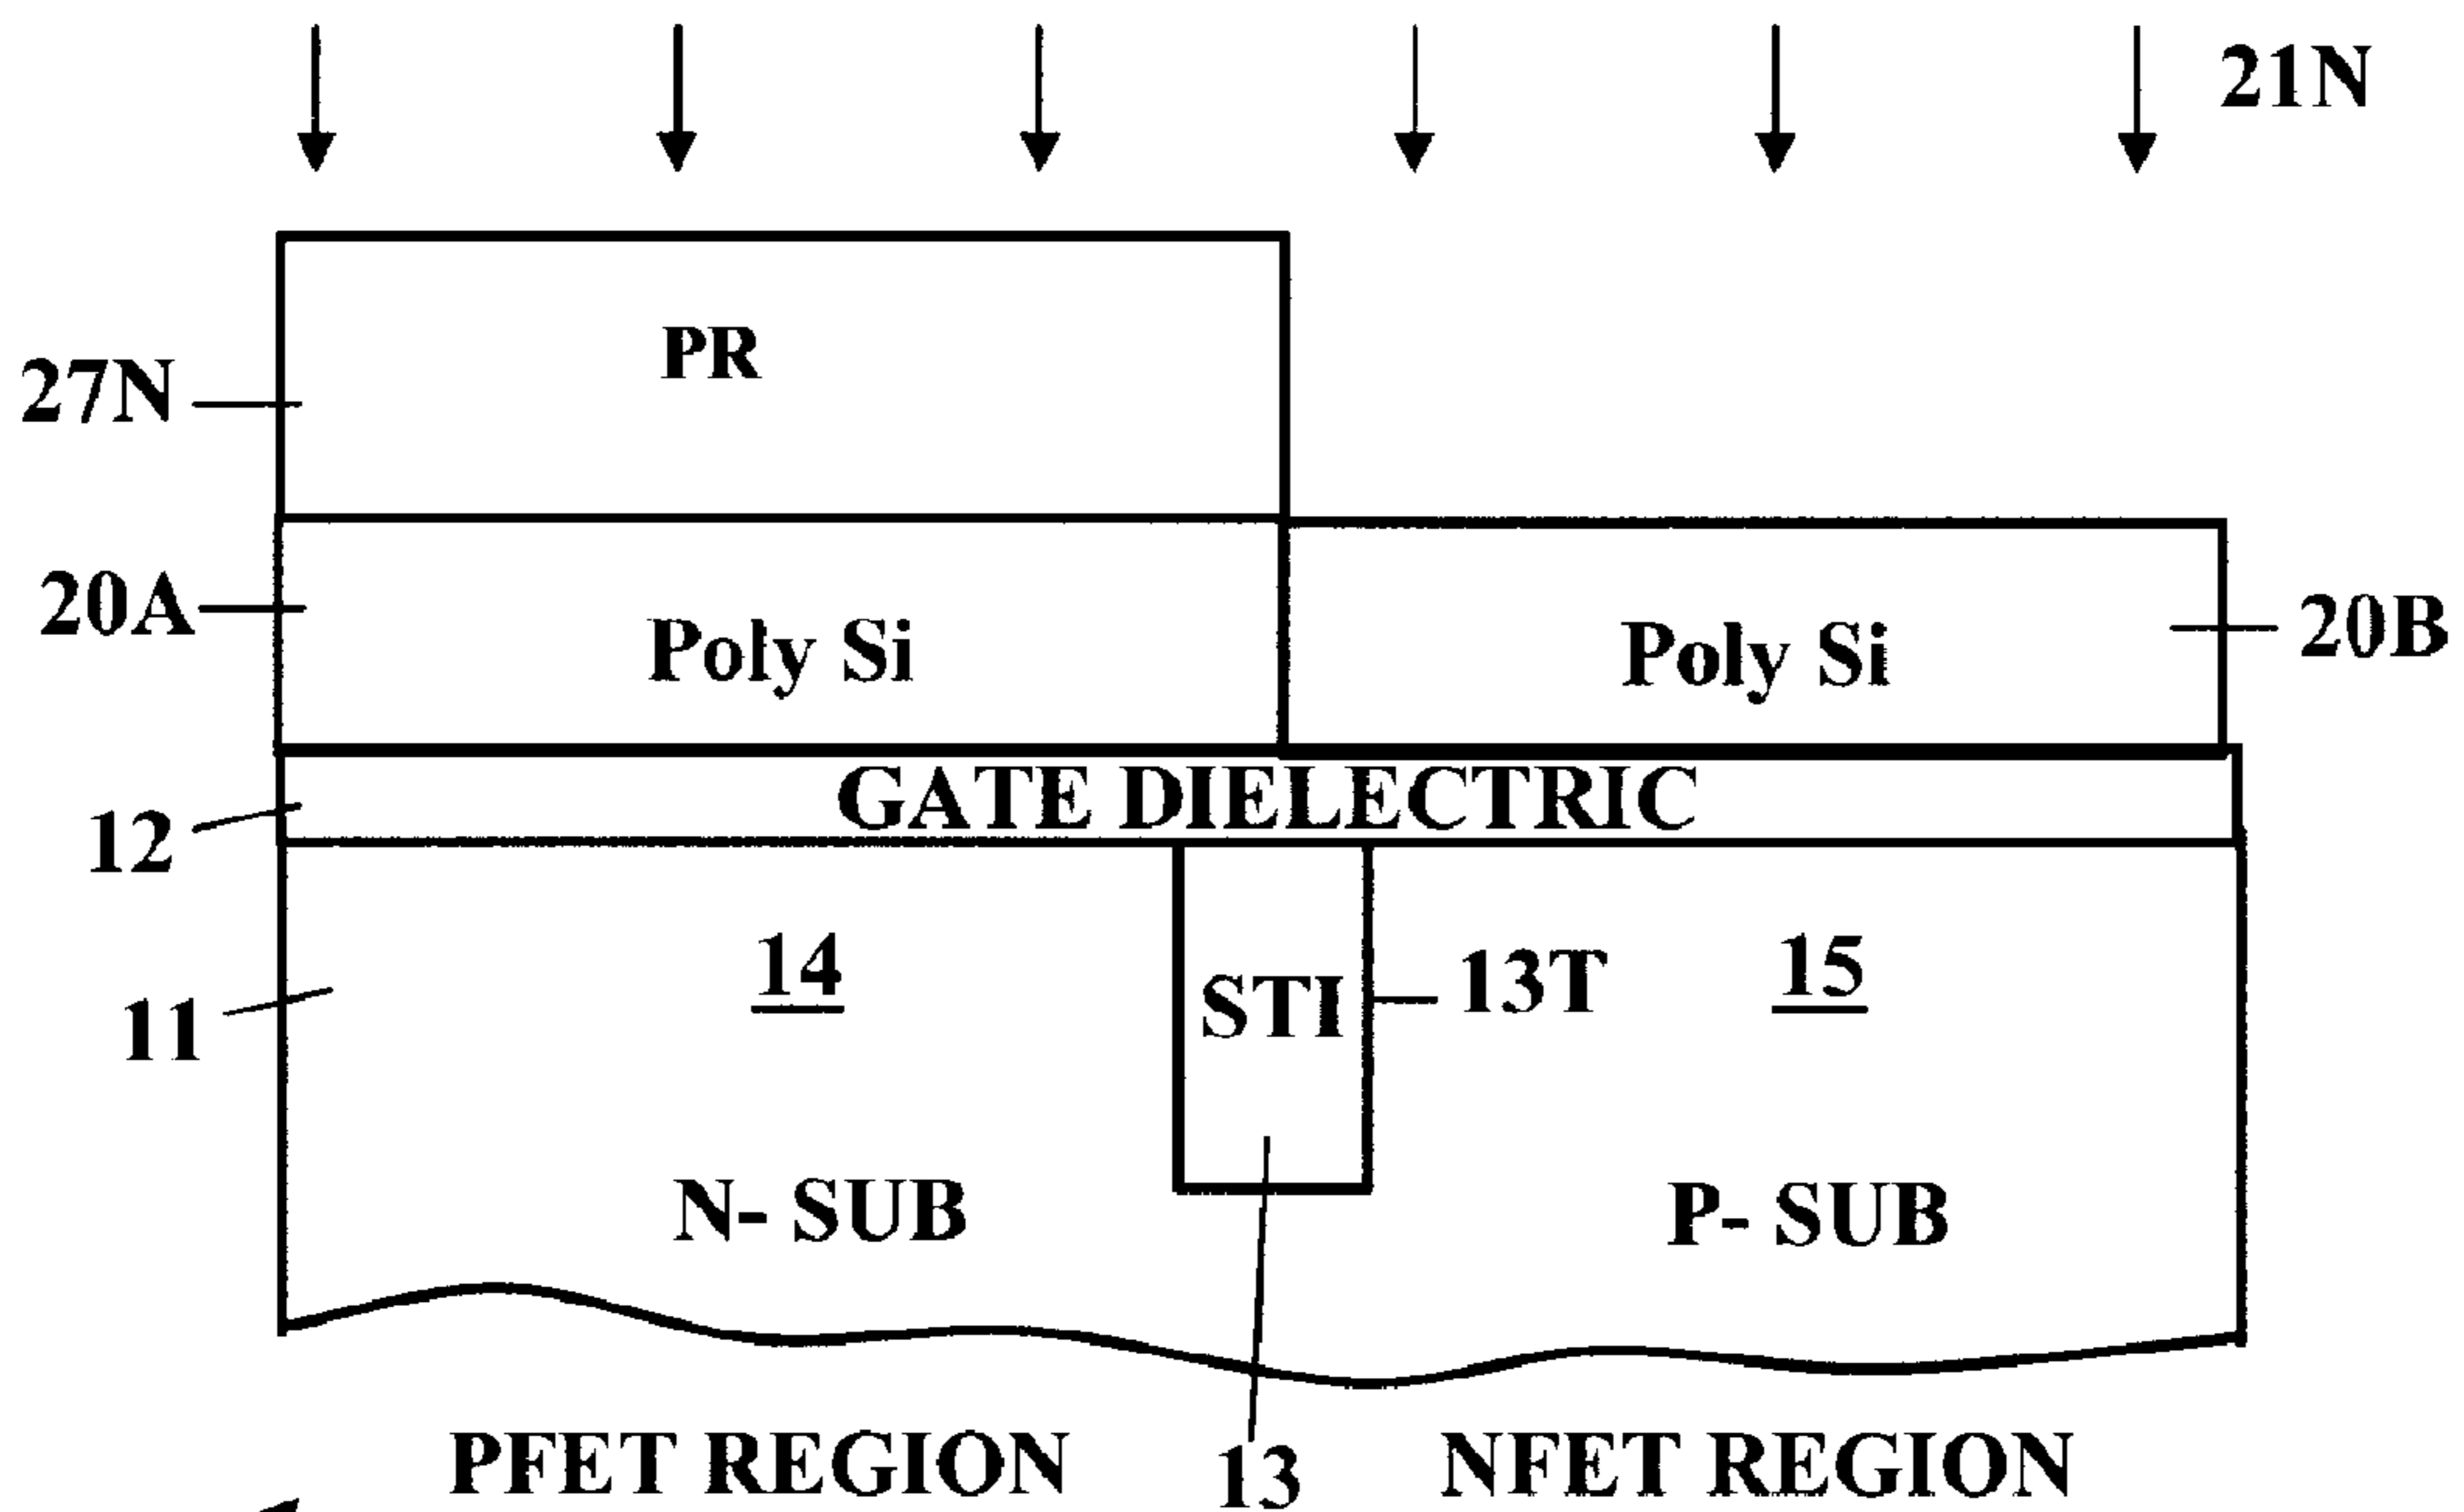 21N
PR
27N
20A
Poly Si
Poly Si
20B
GATE DIELECTRIC
12
14
15
STI
13T
11
N- SUB
P- SUB
PFET REGION
13
NFET REGION